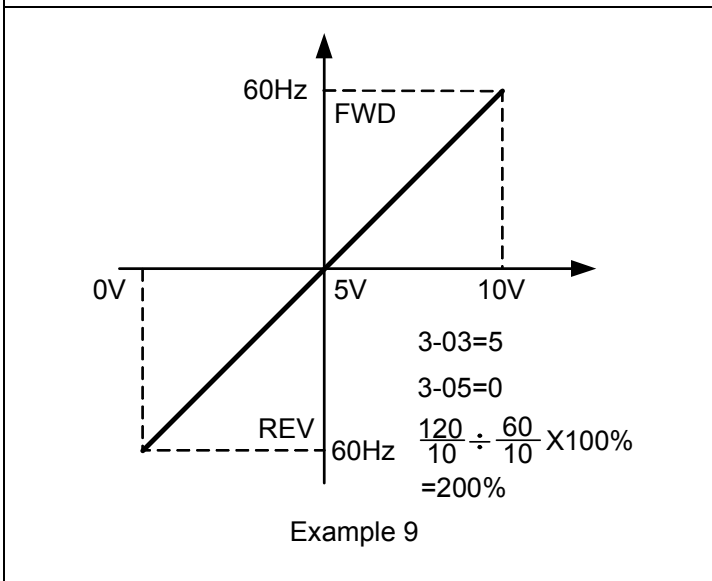 60Hz
FWD
0V
5V
10V
3-03=5
3-05=0
REV
60Hz
120/10 ÷ 60/10 X100%
=200%
Example 9